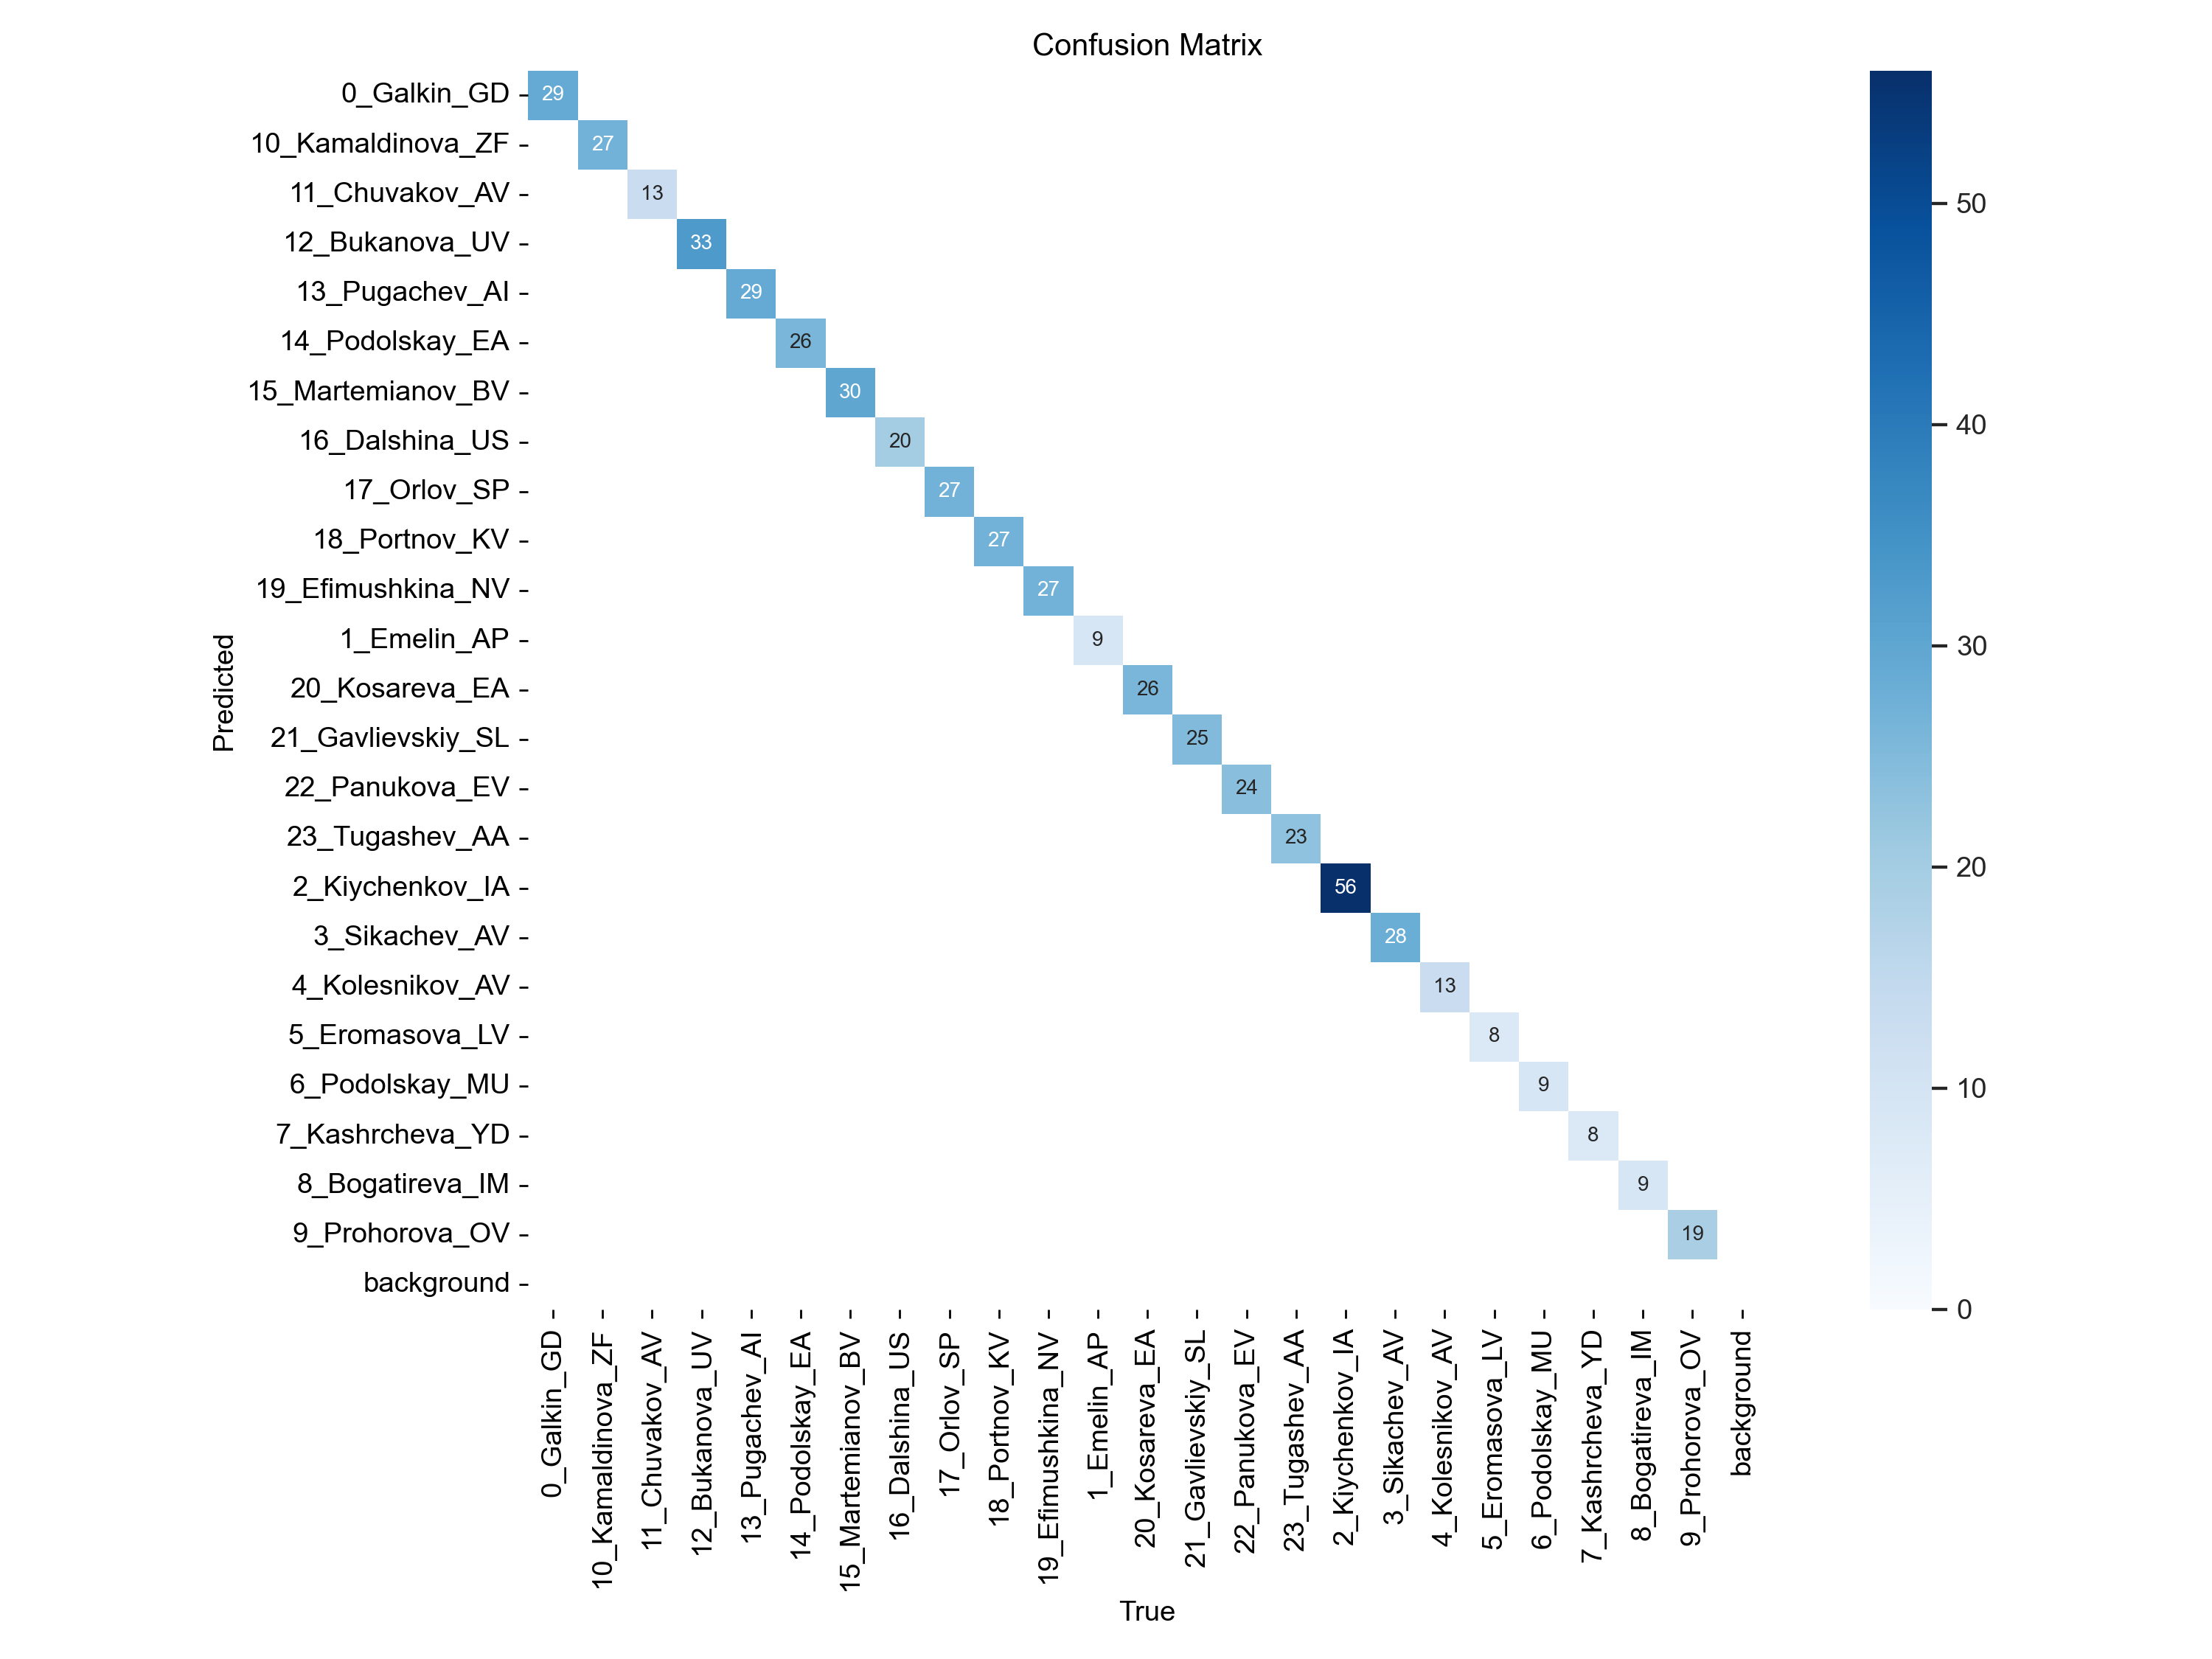 Confusion Matrix
0_Galkin_GD
29
10_Kamaldinova_ZF
27
11_Chuvakov_AV
13
50
12_Bukanova_UV
33
13_Pugachev_AI
29
14_Podolskay_EA
26
15_Martemianov_BV
30
40
16_Dalshina_US
20
17_Orlov_SP
27
18_Portnov_KV
27
19_Efimushkina_NV
27
1_Emelin_AP
9
30
Predicted
20_Kosareva_EA
26
21_Gavlievskiy_SL
25
22_Panukova_EV
24
23_Tugashev_AA
23
20
2_Kiychenkov_IA
56
3_Sikachev_AV
28
4_Kolesnikov_AV
13
5_Eromasova_LV
8
6_Podolskay_MU
9
10
7_Kashrcheva_YD
8
8_Bogatireva_IM
9
9_Prohorova_OV
19
background
0
0_Galkin_GD
10_Kamaldinova_ZF
11_Chuvakov_AV
12_Bukanova_UV
13_Pugachev_AI
14_Podolskay_EA
15_Martemianov_BV
16_Dalshina_US
17_Orlov_SP
18_Portnov_KV
19_Efimushkina_NV
1_Emelin_AP
20_Kosareva_EA
21_Gavlievskiy_SL
22_Panukova_EV
23_Tugashev_AA
2_Kiychenkov_IA
3_Sikachev_AV
4_Kolesnikov_AV
5_Eromasova_LV
6_Podolskay_MU
7_Kashrcheva_YD
8_Bogatireva_IM
9_Prohorova_OV
background
True